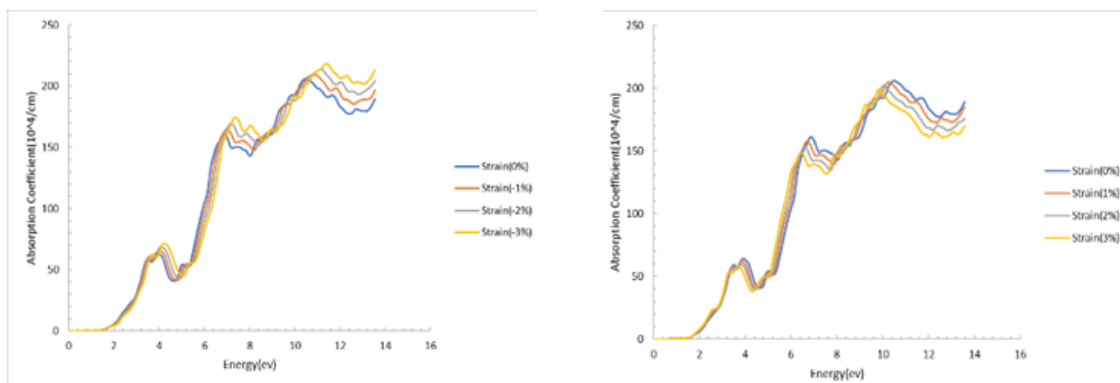 250
200
150
100
50
0
Absorption Coefficient(10^4/cm)
0 2 4 6 8 10 12 14 16
Energy(ev)
Strain(0%)
Strain(-1%)
Strain(-2%)
Strain(-3%)
250
200
150
100
50
0
Absorption Coefficient(10^4/cm)
0 2 4 6 8 10 12 14 16
Energy(ev)
Strain(0%)
Strain(1%)
Strain(2%)
Strain(3%)